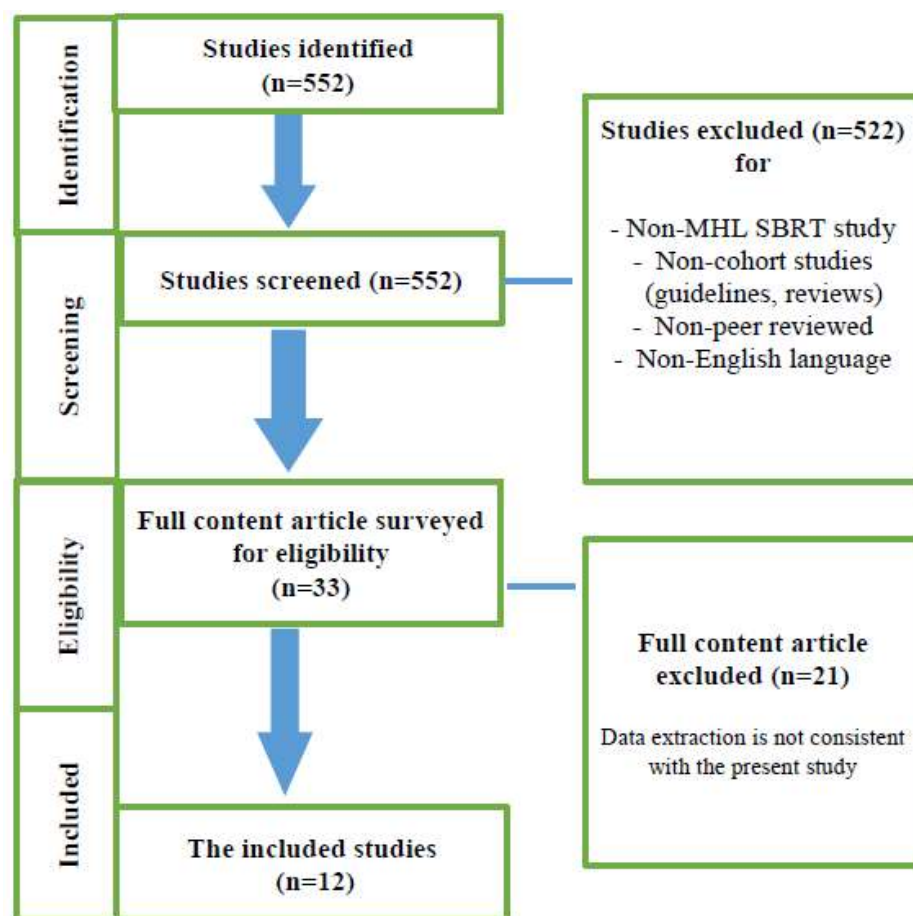 Identification
Studies identified
(n=552)
Studies excluded (n=522)
for
- Non-MHL SBRT study
- Non-cohort studies
(guidelines, reviews)
- Non-peer reviewed
- Non-English language
Screening
Studies screened (n=552)
Eligibility
Full content article surveyed
for eligibility
(n=33)
Full content article
excluded (n=21)
Data extraction is not consistent
with the present study
Included
The included studies
(n=12)